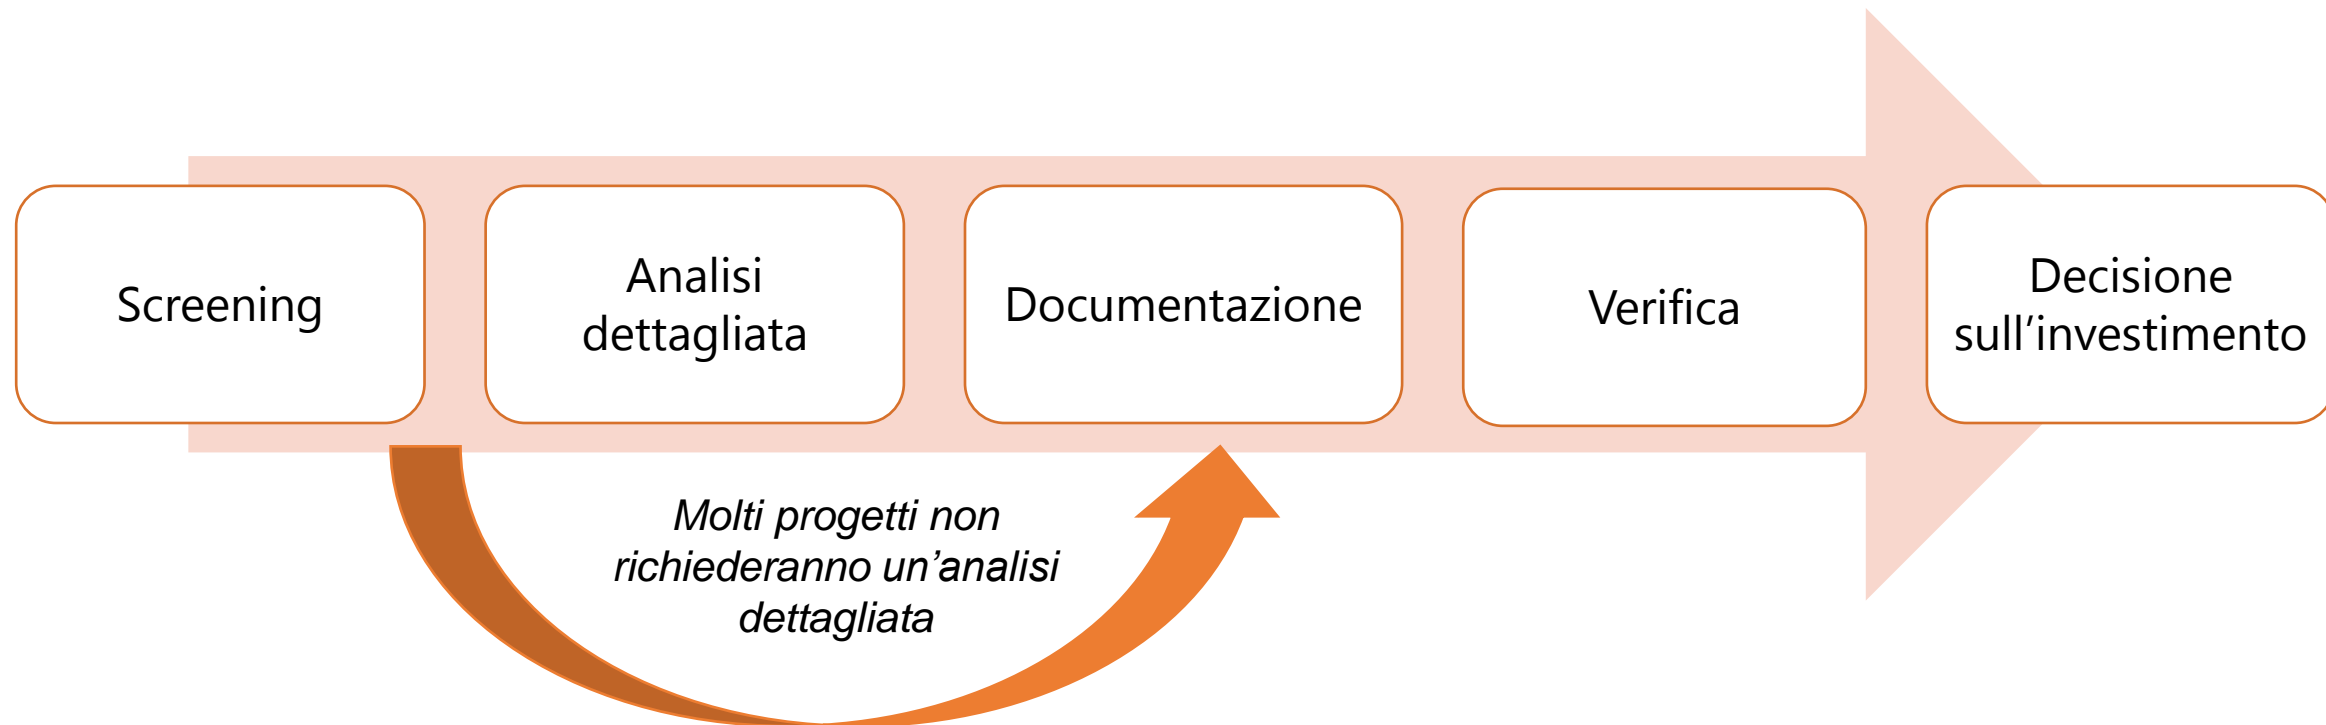 Screening
Analisi
dettagliata
Documentazione
Verifica
Decisione
sull’investimento
Molti progetti non
richiederanno un’analisi
dettagliata